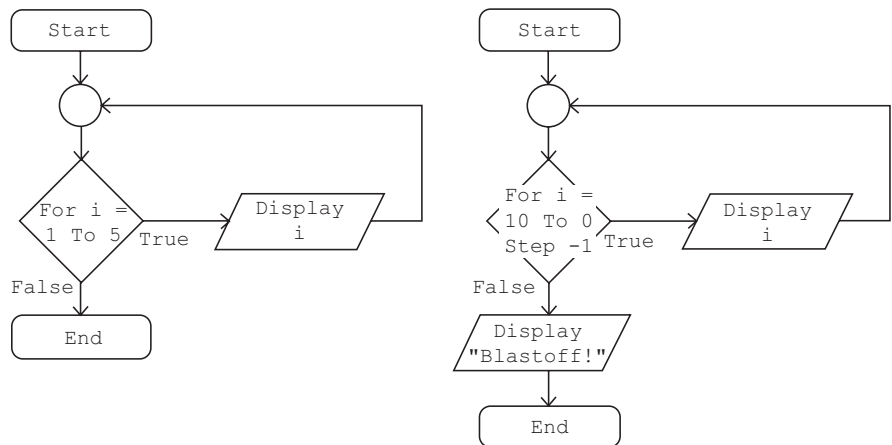 Start
For i =
1 To 5
True
Display
i
False
End
Start
For i =
10 To 0
Step -1
True
Display
i
False
Display
"Blastoff!"
End